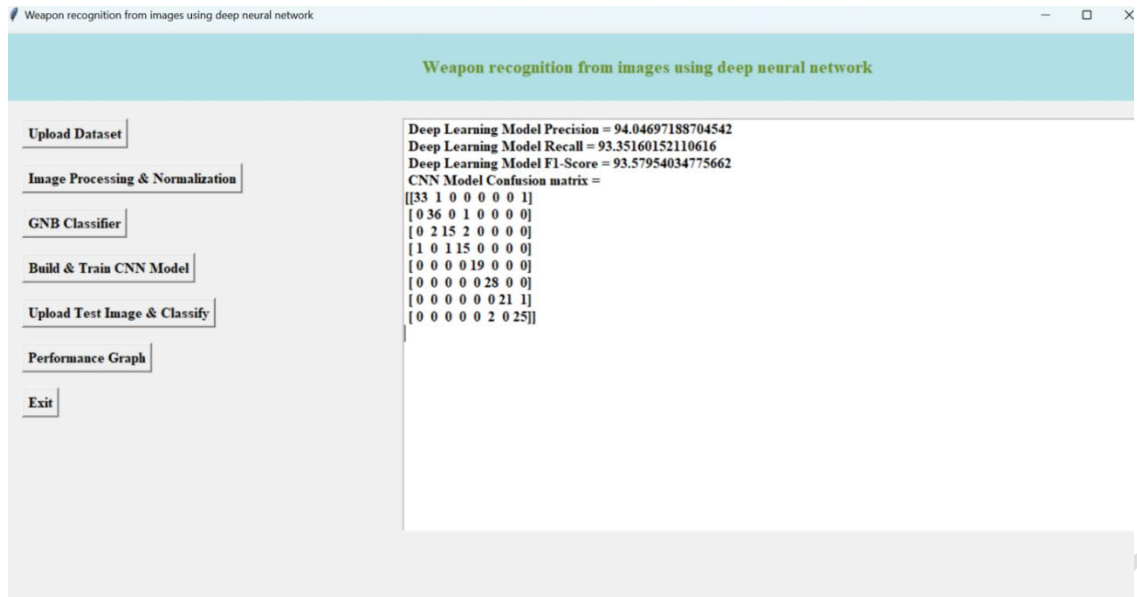 Weapon recognition from images using deep neural network
Weapon recognition from images using deep neural network
Upload Dataset
Image Processing & Normalization
GNB Classifier
Build & Train CNN Model
Upload Test Image & Classify
Performance Graph
Exit
Deep Learning Model Precision = 94.04697188704542
Deep Learning Model Recall = 93.35160152110616
Deep Learning Model F1-Score = 93.57954034775662
CNN Model Confusion matrix =
[[33 1 0 0 0 0 0 1]
[ 0 36 0 1 0 0 0 0]
[ 0 2 15 2 0 0 0 0]
[ 1 0 1 15 0 0 0 0]
[ 0 0 0 0 19 0 0 0]
[ 0 0 0 0 0 28 0 0]
[ 0 0 0 0 0 0 21 1]
[ 0 0 0 0 0 2 0 25]]